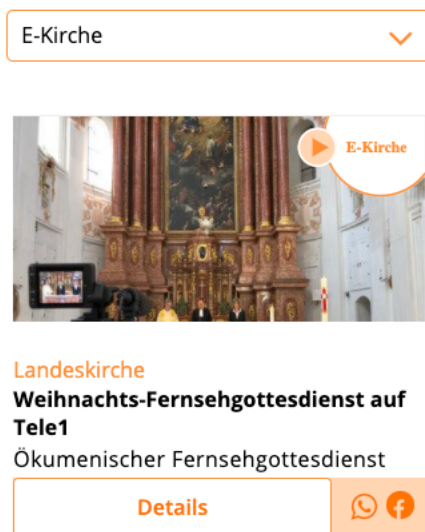 E-Kirche
E-Kirche
Landeskirche
Weihnachts-Fernsehgottesdienst auf
Tele1
Ökumenischer Fernsehgottesdienst
Details